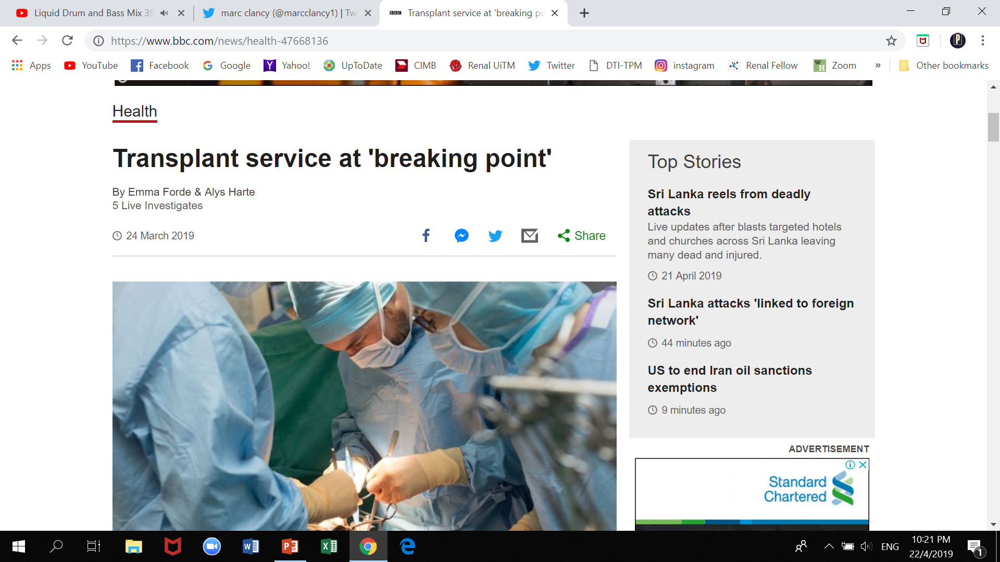 Liquid Drum and Bass Mix 39
marc clancy (@marcclancy1) | Twi
BBC
Transplant service at 'breaking po
https://www.bbc.com/news/health-47668136
Apps
YouTube
Facebook
Google
Yahoo!
UpToDate
CIMB
Renal UiTM
Twitter
DTI-TPM
instagram
Renal Fellow
WH
Zoom
»
Other bookmarks
Health
Transplant service at 'breaking point'
By Emma Forde & Alys Harte
5 Live Investigates
24 March 2019
Share
Top Stories
Sri Lanka reels from deadly
attacks
Live updates after blasts targeted hotels
and churches across Sri Lanka leaving
many dead and injured.
21 April 2019
Sri Lanka attacks 'linked to foreign
network'
44 minutes ago
US to end Iran oil sanctions
exemptions
9 minutes ago
ADVERTISEMENT
Standard
Chartered
ENG
10:21 PM
22/4/2019
1